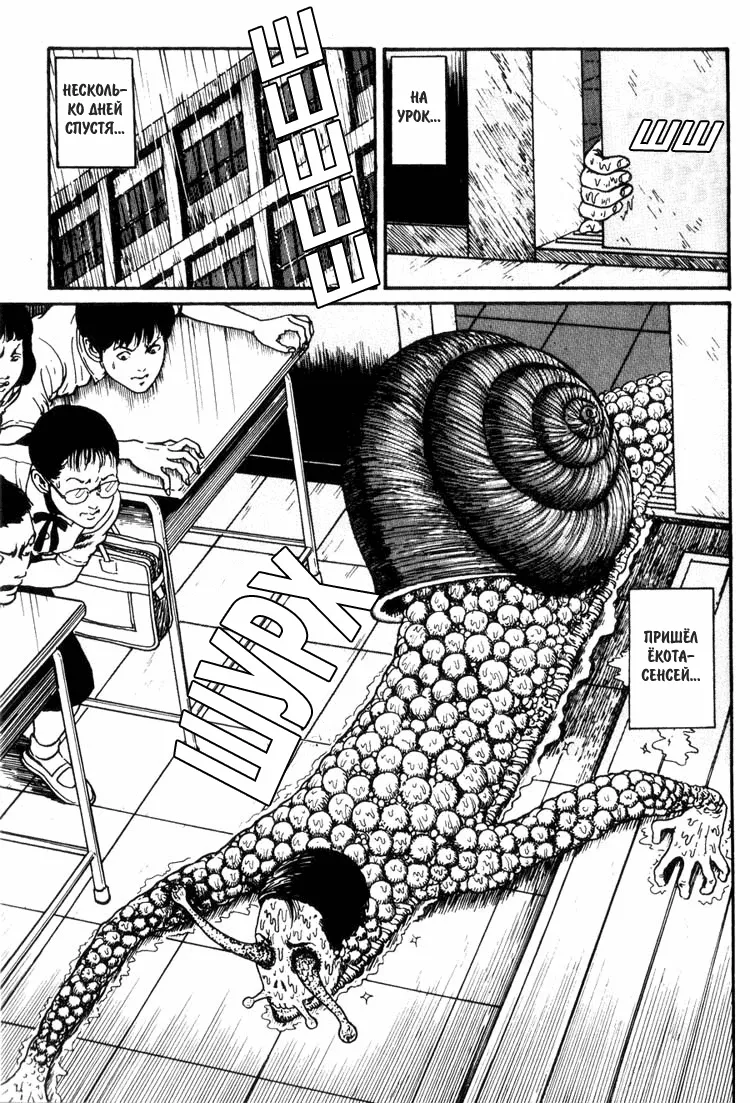 НЕСКОЛЬ-
КО ДНЕЙ
СПУСТЯ...
ЕЕЕЕЕ
НА
УРОК...
ШШ
ШУРХ
ПРИШЁЛ
ЁКОТА-
СЕНСЕЙ...